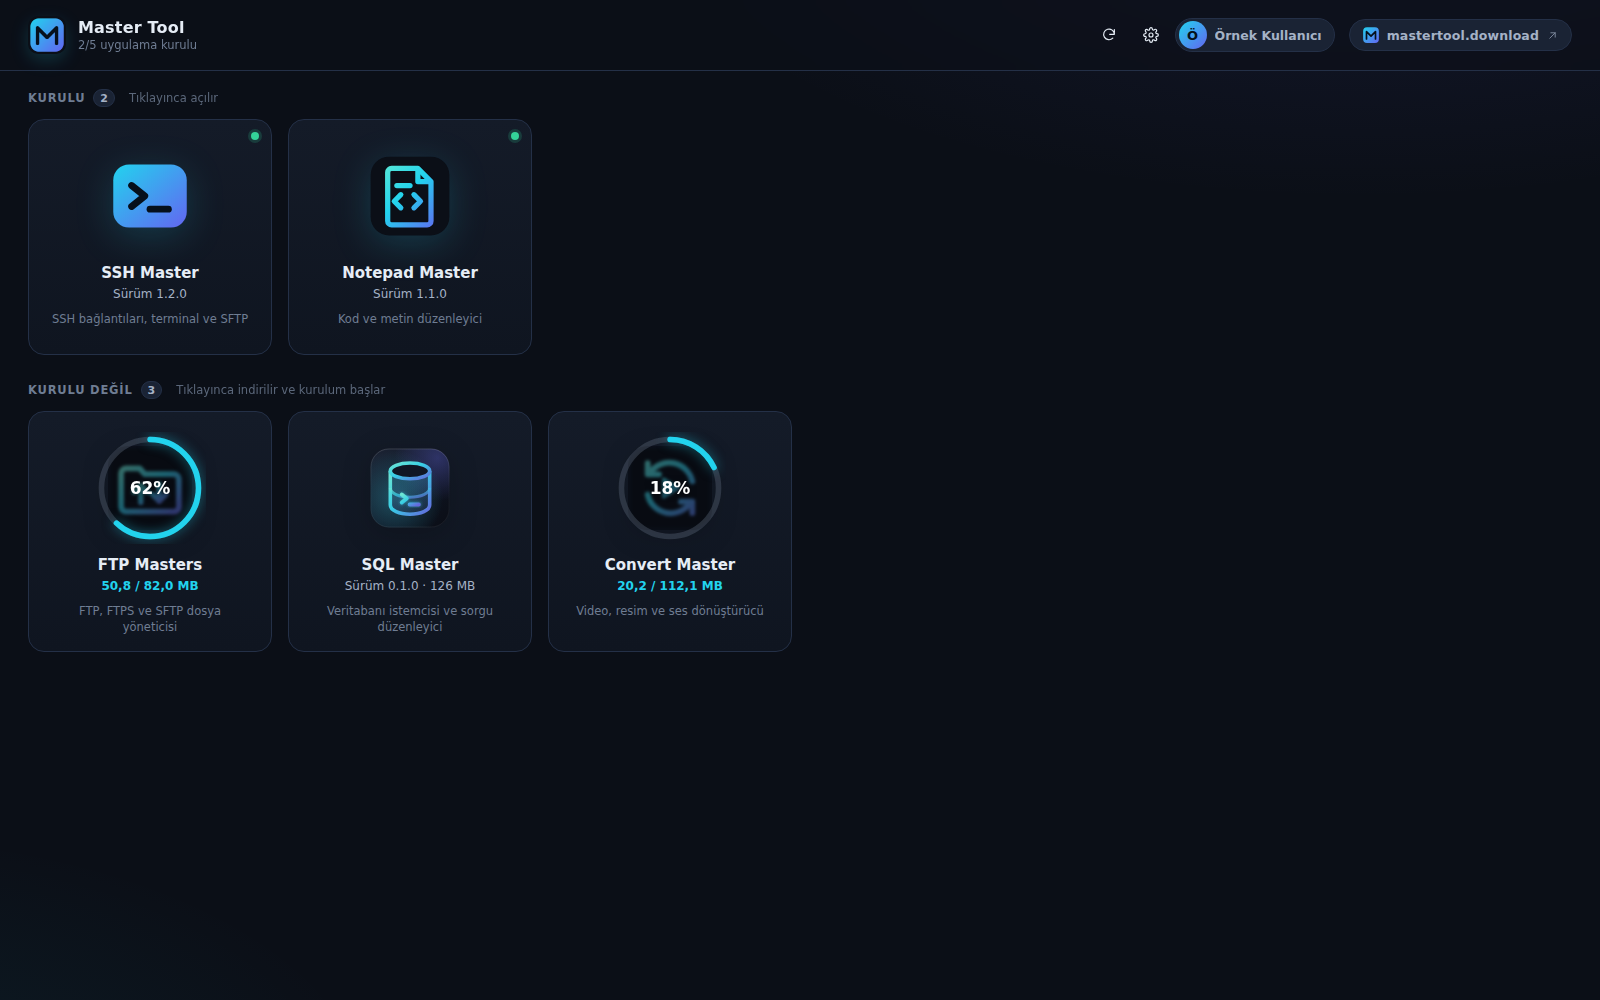 Master Tool
2/5 uygulama kurulu
Ö Örnek Kullanıcı
mastertool.download
KURULU 2 Tıklayınca açılır
SSH Master
Sürüm 1.2.0
SSH bağlantıları, terminal ve SFTP
Notepad Master
Sürüm 1.1.0
Kod ve metin düzenleyici
KURULU DEĞİL 3 Tıklayınca indirilir ve kurulum başlar
62%
FTP Masters
50,8 / 82,0 MB
FTP, FTPS ve SFTP dosya
yöneticisi
SQL Master
Sürüm 0.1.0 · 126 MB
Veritabanı istemcisi ve sorgu
düzenleyici
18%
Convert Master
20,2 / 112,1 MB
Video, resim ve ses dönüştürücü